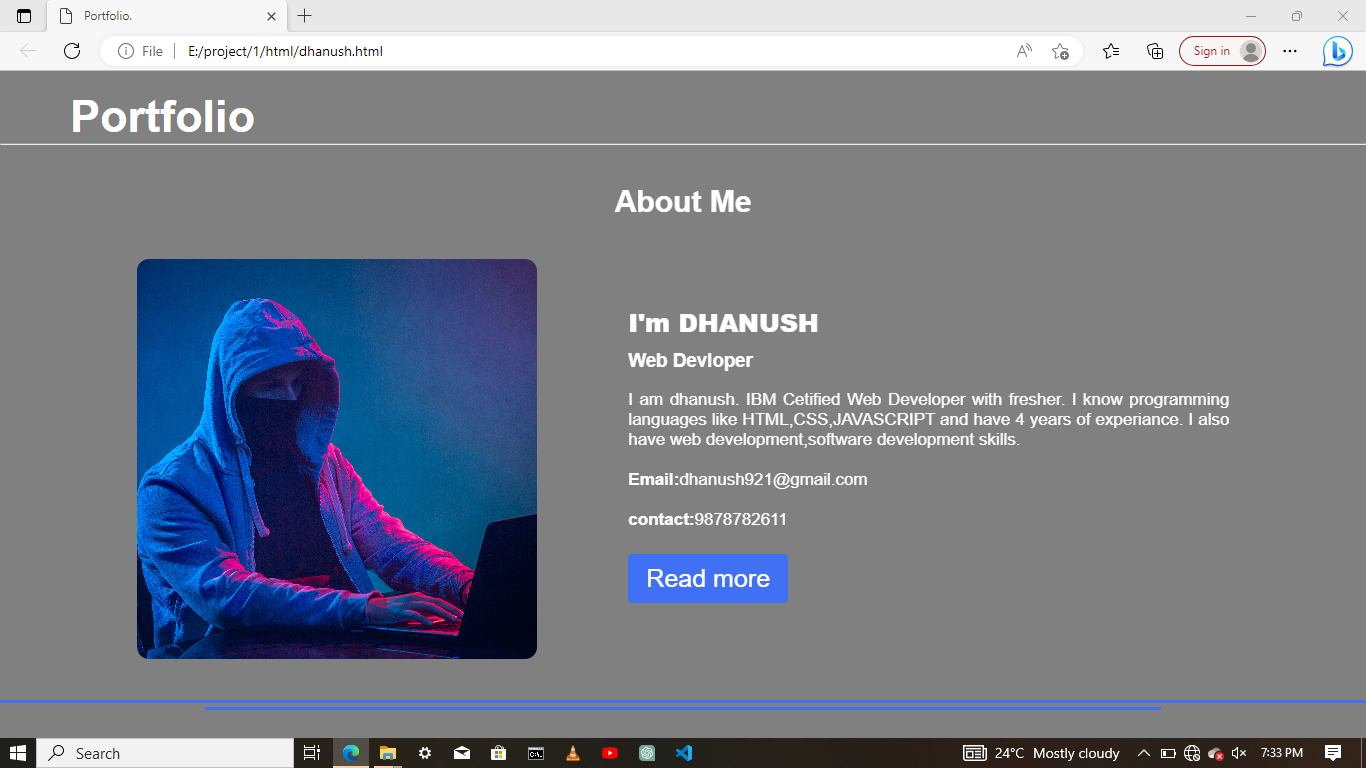 Portfolio.
File
E:/project/1/html/dhanush.html
Sign in
Portfolio
About Me
I'm DHANUSH
Web Devloper
I am dhanush. IBM Cetified Web Developer with fresher. I know programming
languages like HTML,CSS,JAVASCRIPT and have 4 years of experiance. I also
have web development,software development skills.
Email:dhanush921@gmail.com
contact:9878782611
Read more
Search
24°C Mostly cloudy
7:33 PM